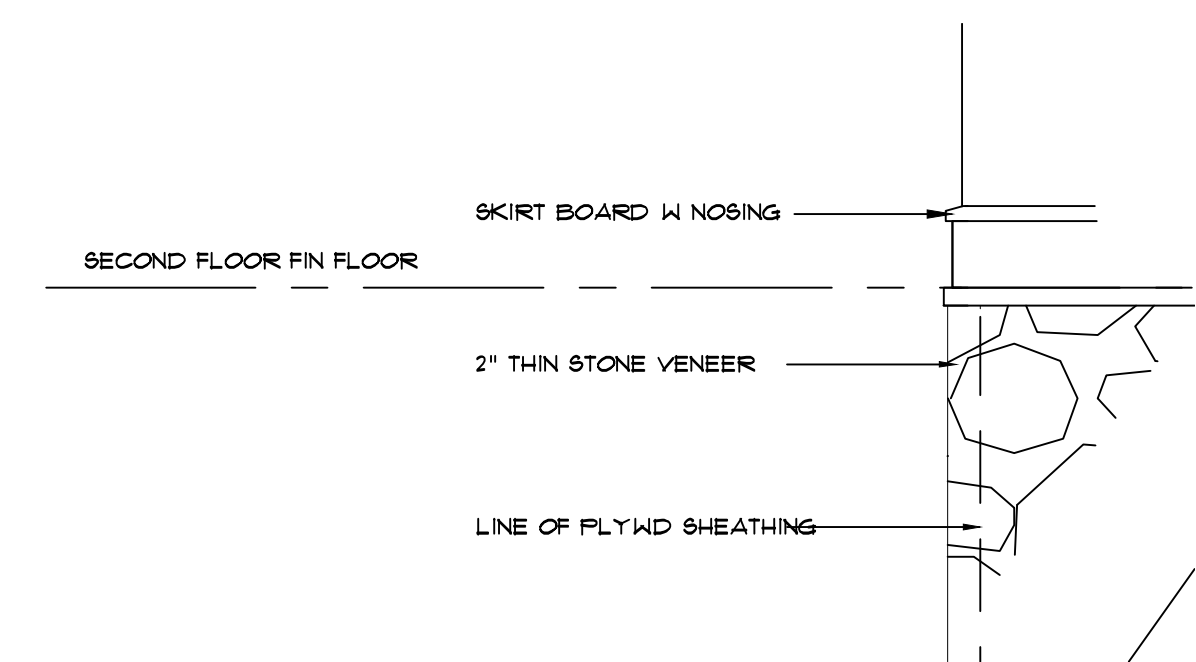 SKIRT BOARD W NOSING
SECOND FLOOR FIN FLOOR
2" THIN STONE VENEER
LINE OF PLYWD SHEATHING